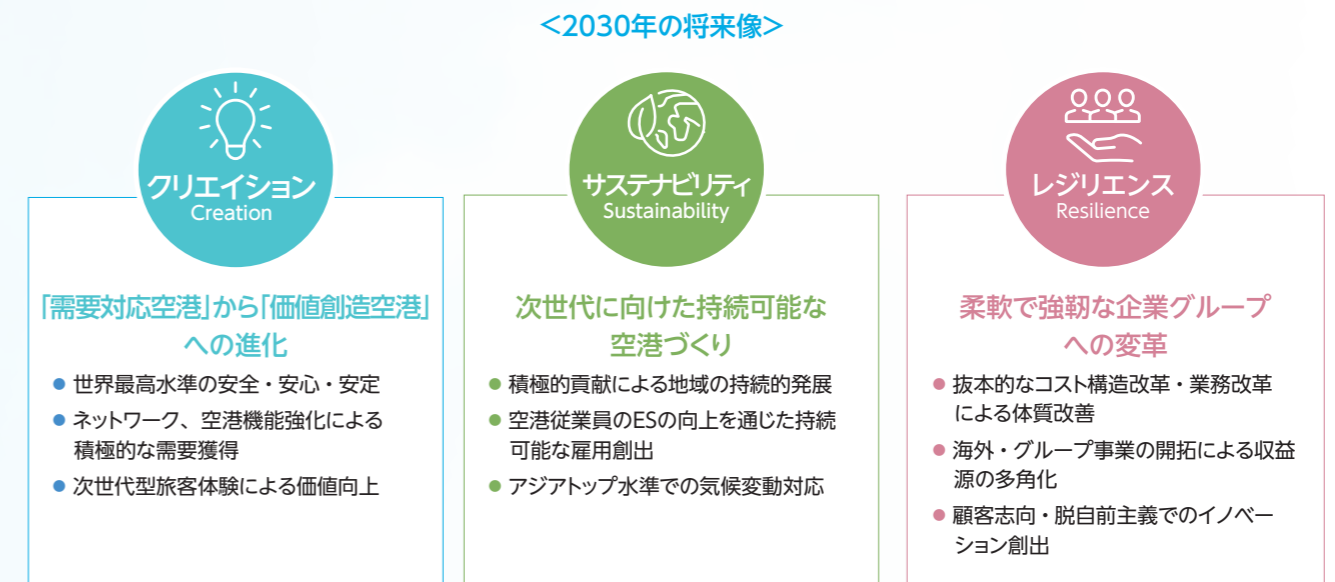 ＜2030年の将来像＞
クリエイション
Creation
「需要対応空港」から「価値創造空港」
への進化
● 世界最高水準の安全・安心・安定
● ネットワーク、空港機能強化による
積極的な需要獲得
● 次世代型旅客体験による価値向上
サステナビリティ
Sustainability
次世代に向けた持続可能な
空港づくり
● 積極的貢献による地域の持続的発展
● 空港従業員のESの向上を通じた持続
可能な雇用創出
● アジアトップ水準での気候変動対応
レジリエンス
Resilience
柔軟で強靭な企業グループ
への変革
● 抜本的なコスト構造改革・業務改革
による体質改善
● 海外・グループ事業の開拓による収益
源の多角化
● 顧客志向・脱自前主義でのイノベー
ション創出